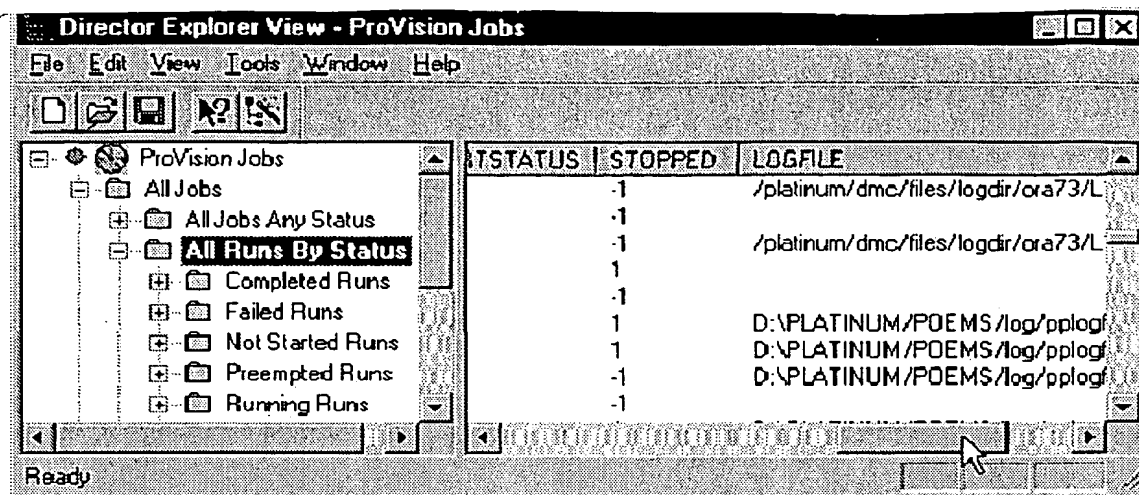 Director Explorer View - ProVision Jobs
File Edit View Tools Window Help
ProVision Jobs
All Jobs
All Jobs Any Status
All Runs By Status
Completed Runs
Failed Runs
Not Started Runs
Preempted Runs
Running Runs
TSTATUS STOPPED LOGFILE
-1 /platinum/dmc/files/logdir/ora73/L
-1
-1 /platinum/dmc/files/logdir/ora73/L
1
-1
1 D:\PLATINUM/POEMS/log/pplogf
1 D:\PLATINUM/POEMS/log/pplogf
-1 D:\PLATINUM/POEMS/log/pplogf
-1
Ready